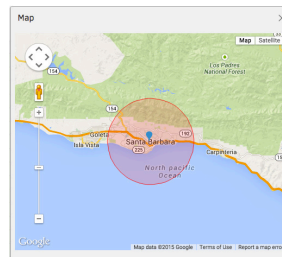 Map
Map Satellite
Los Padres
National Forest
154
154
Goleta
192
Santa Barbara
Isla Vista
225
Carpinteria
North pacific
Ocean
Google
Map data ©2015 Google Terms of Use Report a map erro